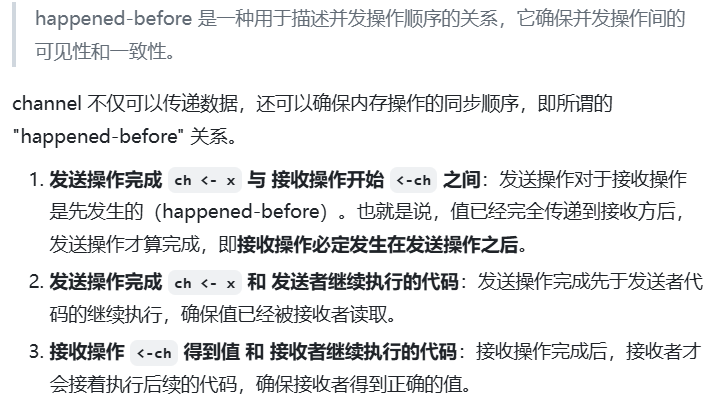 happened-before 是一种用于描述并发操作顺序的关系，它确保并发操作间的
可见性和一致性。
channel 不仅可以传递数据，还可以确保内存操作的同步顺序，即所谓的
"happened-before" 关系。
1. 发送操作完成 ch <- x 与 接收操作开始 <-ch 之间：发送操作对于接收操作
是先发生的（happened-before）。也就是说，值已经完全传递到接收方后，
发送操作才算完成，即接收操作必定发生在发送操作之后。
2. 发送操作完成 ch <- x 和 发送者继续执行的代码：发送操作完成先于发送者代
码的继续执行，确保值已经被接收者读取。
3. 接收操作 <-ch 得到值 和 接收者继续执行的代码：接收操作完成后，接收者才
会接着执行后续的代码，确保接收者得到正确的值。